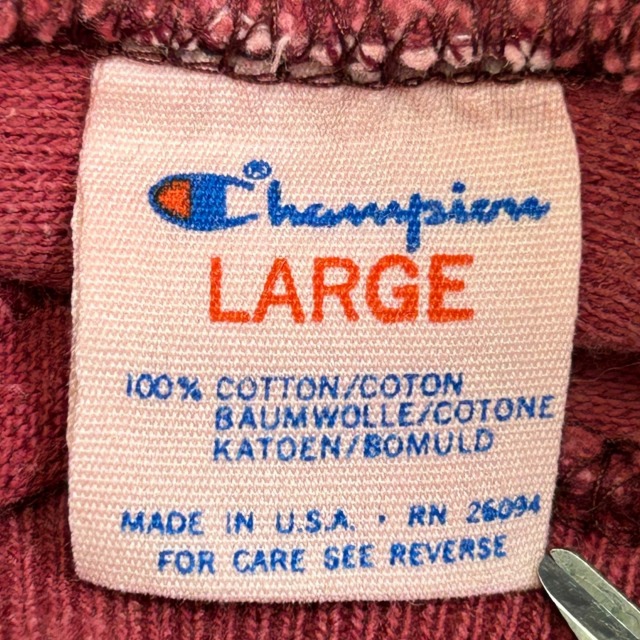 Champion®
LARGE
100% COTTON/COTON
BAUMWOLLE/COTONE
KATOEN/BOMULD
MADE IN U.S.A. · RN 26094
FOR CARE SEE REVERSE